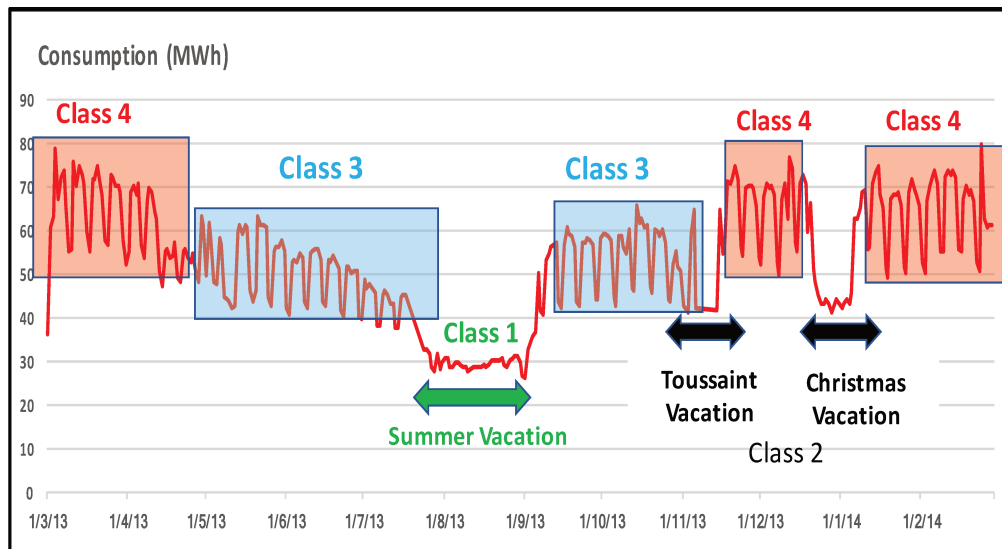 Consumption (MWh)
90
80
70
60
50
40
30
20
10
0
Class 4
Class 3
Class 1
Summer Vacation
Class 3
Class 4
Class 4
Toussaint
Vacation
Christmas
Vacation
Class 2
1/3/13 1/4/13 1/5/13 1/6/13 1/7/13 1/8/13 1/9/13 1/10/13 1/11/13 1/12/13 1/1/14 1/2/14